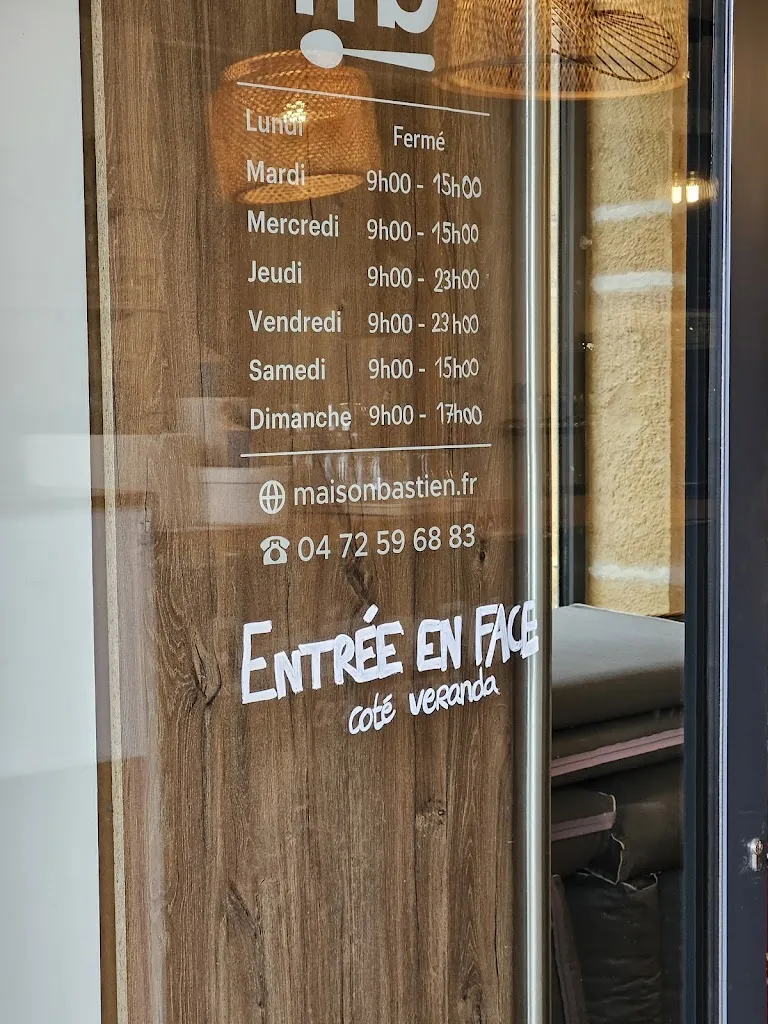 mb
Lundi Fermé
Mardi 9h00 - 15h00
Mercredi 9h00 - 15h00
Jeudi 9h00 - 23h00
Vendredi 9h00 - 23h00
Samedi 9h00 - 15h00
Dimanche 9h00 - 17h00
maisonbastien.fr
04 72 59 68 83
ENTRÉE EN FACE
coté veranda